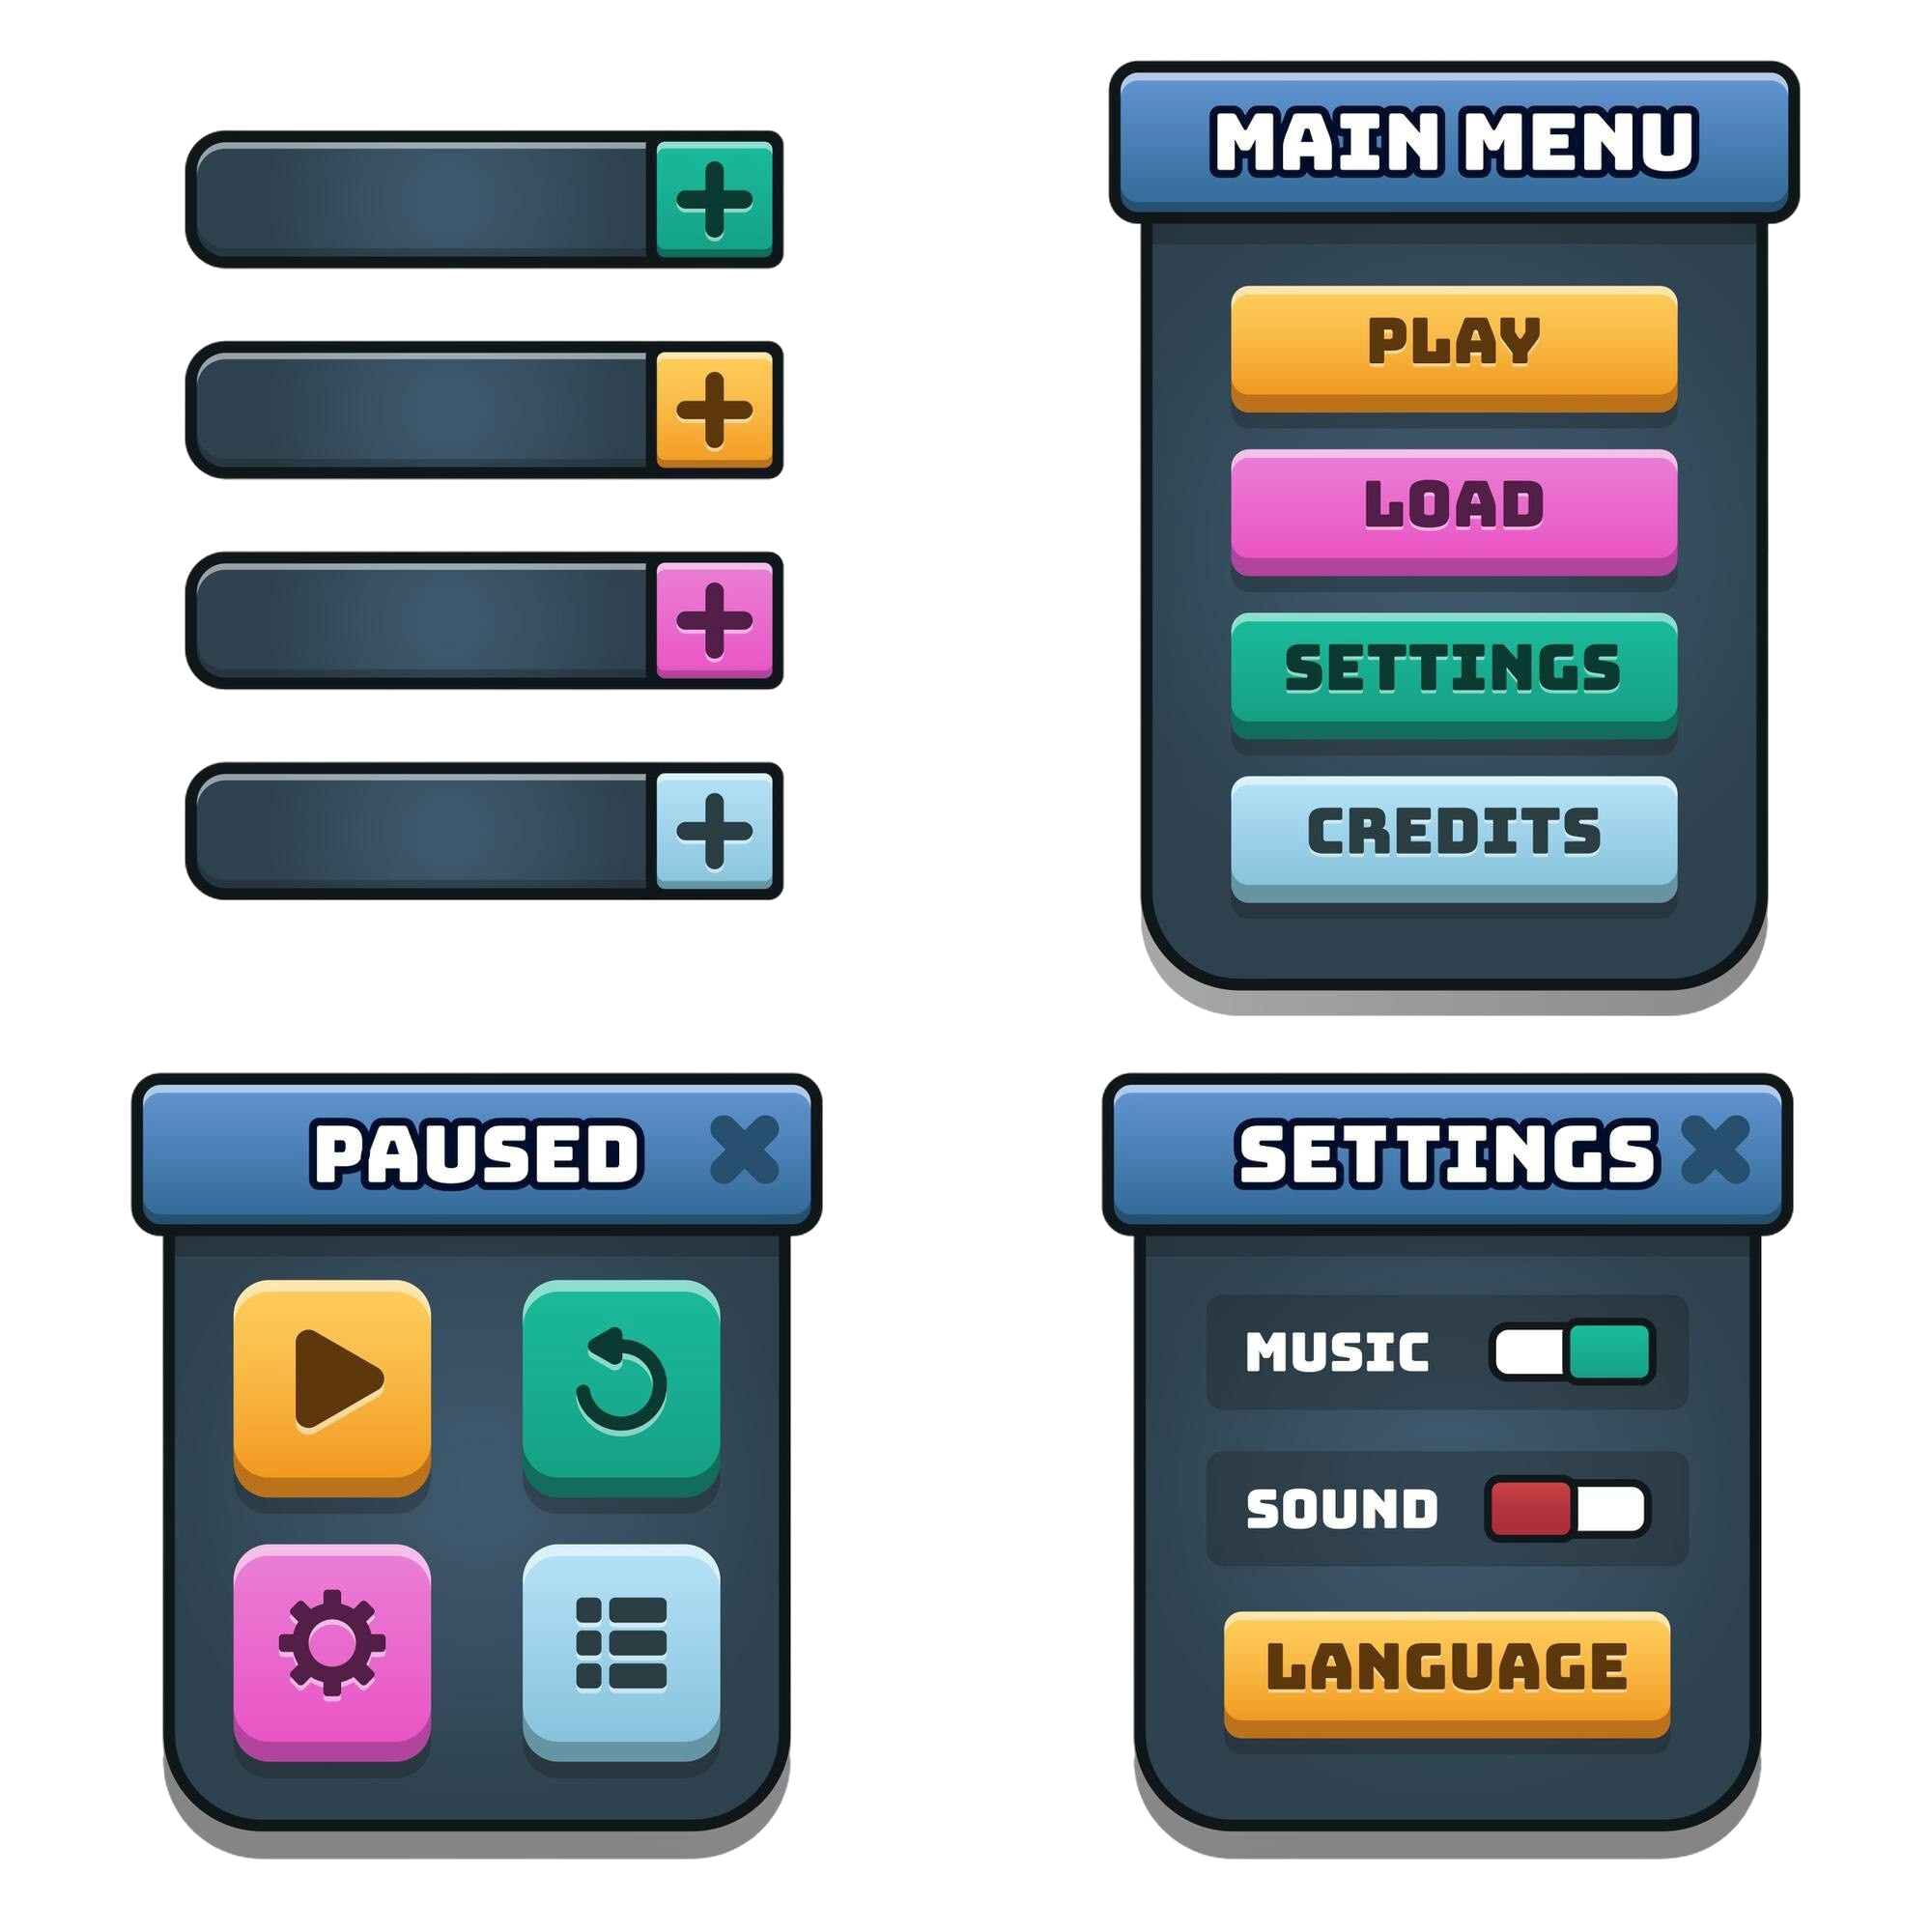 MAIN MENU
PLAY
LOAD
SETTINGS
CREDITS
PAUSED
SETTINGS
MUSIC
SOUND
LANGUAGE